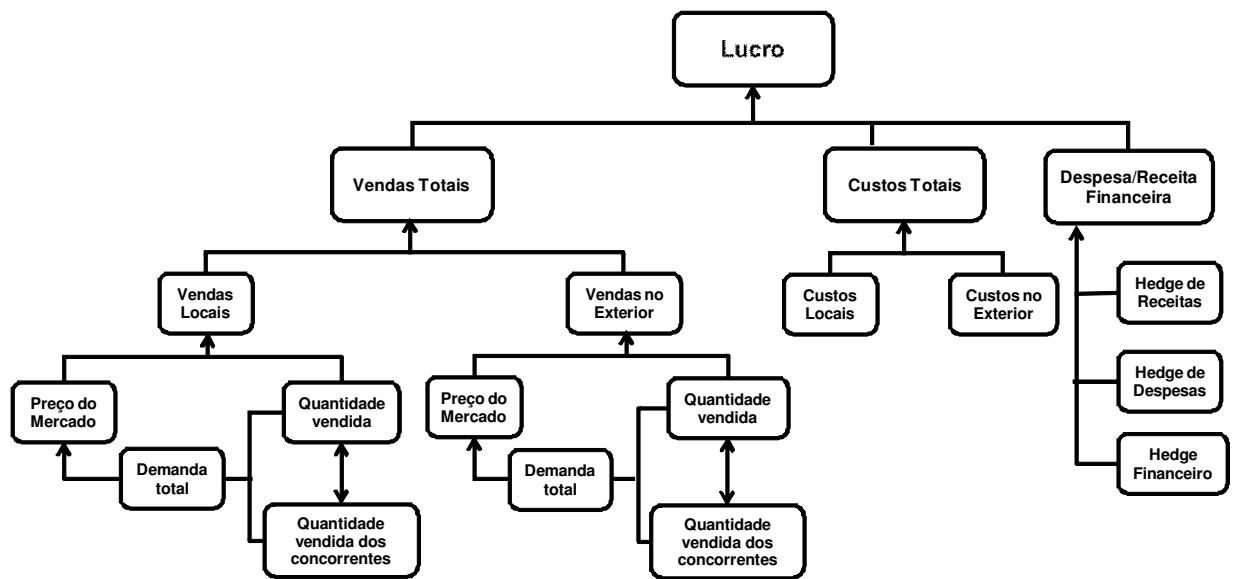 Lucro
Vendas Totais
Custos Totais
Despesa/Receita
Financeira
Vendas
Locais
Vendas no
Exterior
Custos
Locais
Custos no
Exterior
Hedge de
Receitas
Preço do
Mercado
Quantidade
vendida
Preço do
Mercado
Quantidade
vendida
Hedge de
Despesas
Demanda
total
Demanda
total
Hedge
Financeiro
Quantidade
vendida dos
concorrentes
Quantidade
vendida dos
concorrentes